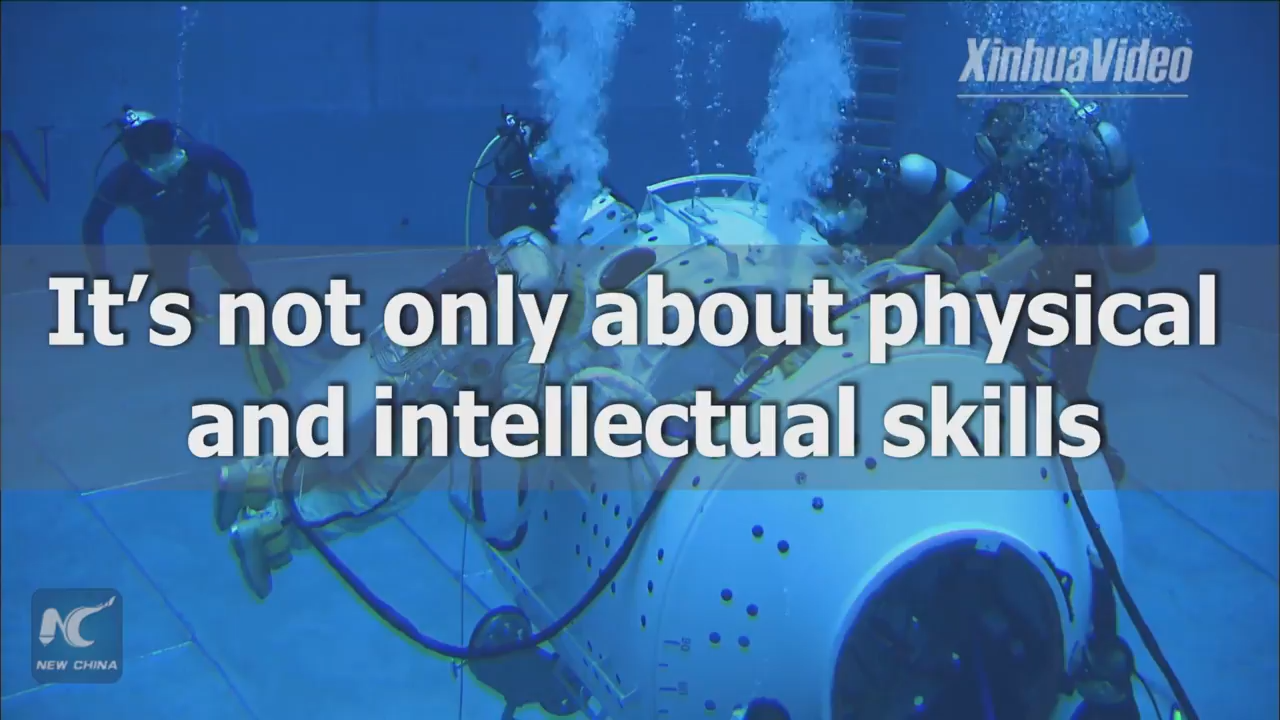 XinhuaVideo
N
It’s not only about physical
and intellectual skills
NEW CHINA